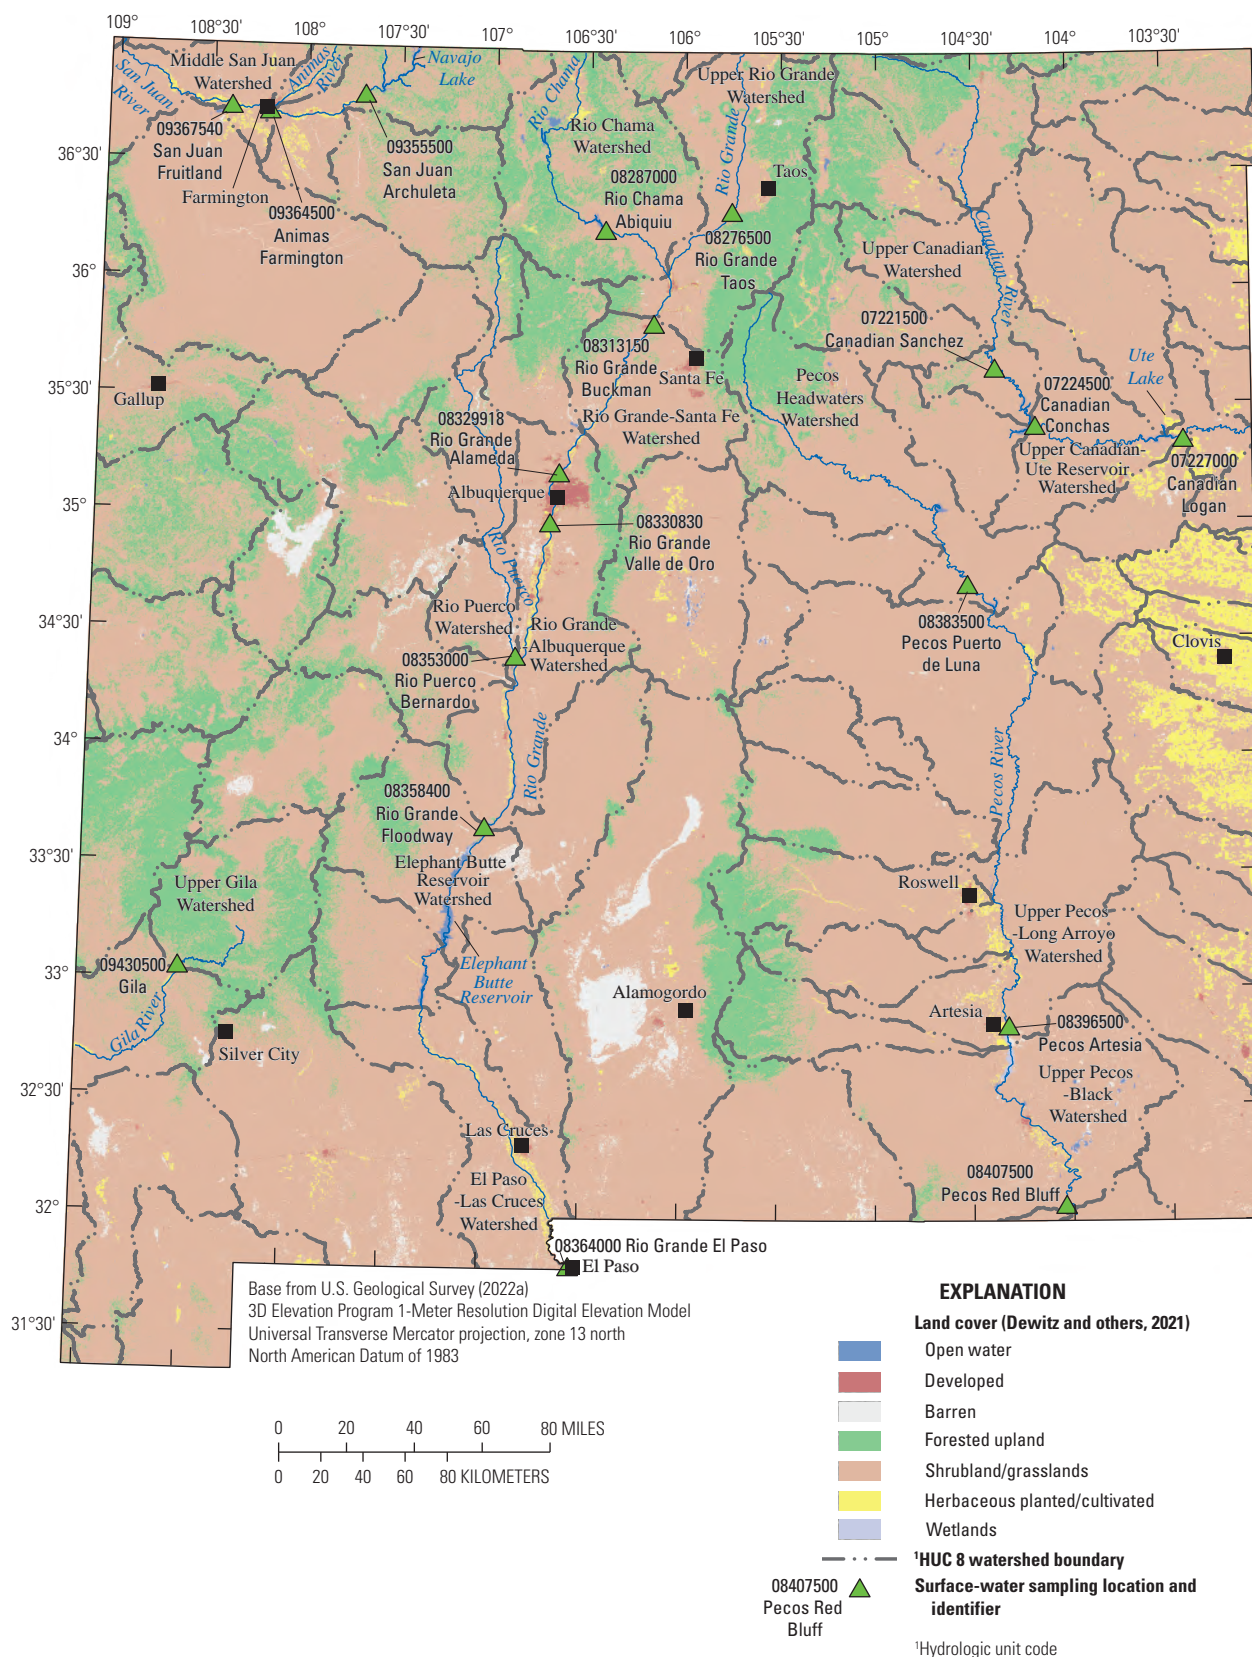 109°
108°30'
108°
107°30'
107°
106°30'
106°
105°30'
105°
104°30'
104°
103°30'
36°30'
36°
35°30'
35°
34°30'
34°
33°30'
33°
32°30'
32°
31°30'
Middle San Juan
Watershed
San Juan
River
Animas
River
Navajo
Lake
Rio Chama
Upper Rio Grande
Watershed
09367540
San Juan
Fruitland
Farmington
09364500
Animas
Farmington
09355500
San Juan
Archuleta
Rio Chama
Watershed
08287000
Rio Chama
Abiquiu
Rio Grande
Taos
08276500
Rio Grande
Taos
Upper Canadian
Watershed
Canadian
River
07221500
Canadian Sanchez
Ute
Lake
07224500
Canadian
Conchas
Upper Canadian-
Ute Reservoir
Watershed
07227000
Canadian
Logan
Gallup
08313150
Rio Grande
Buckman
Santa Fe
Pecos
Headwaters
Watershed
08329918
Rio Grande
Alameda
Rio Grande-Santa Fe
Watershed
Albuquerque
08330830
Rio Grande
Valle de Oro
Rio Puerco
Rio Puerco
Watershed
Rio Grande
-Albuquerque
Watershed
08353000
Rio Puerco
Bernardo
08383500
Pecos Puerto
de Luna
Clovis
Rio Grande
Pecos River
08358400
Rio Grande
Floodway
Elephant Butte
Reservoir
Watershed
Upper Gila
Watershed
Roswell
Upper Pecos
-Long Arroyo
Watershed
09430500
Gila
Gila River
Elephant
Butte
Reservoir
Alamogordo
Artesia
08396500
Pecos Artesia
Silver City
Upper Pecos
-Black
Watershed
Las Cruces
El Paso
-Las Cruces
Watershed
08407500
Pecos Red Bluff
08364000 Rio Grande El Paso
El Paso
Base from U.S. Geological Survey (2022a)
3D Elevation Program 1-Meter Resolution Digital Elevation Model
Universal Transverse Mercator projection, zone 13 north
North American Datum of 1983
0 20 40 60 80 MILES
0 20 40 60 80 KILOMETERS
EXPLANATION
Land cover (Dewitz and others, 2021)
Open water
Developed
Barren
Forested upland
Shrubland/grasslands
Herbaceous planted/cultivated
Wetlands
¹HUC 8 watershed boundary
08407500
Pecos Red
Bluff
Surface-water sampling location and
identifier
¹Hydrologic unit code